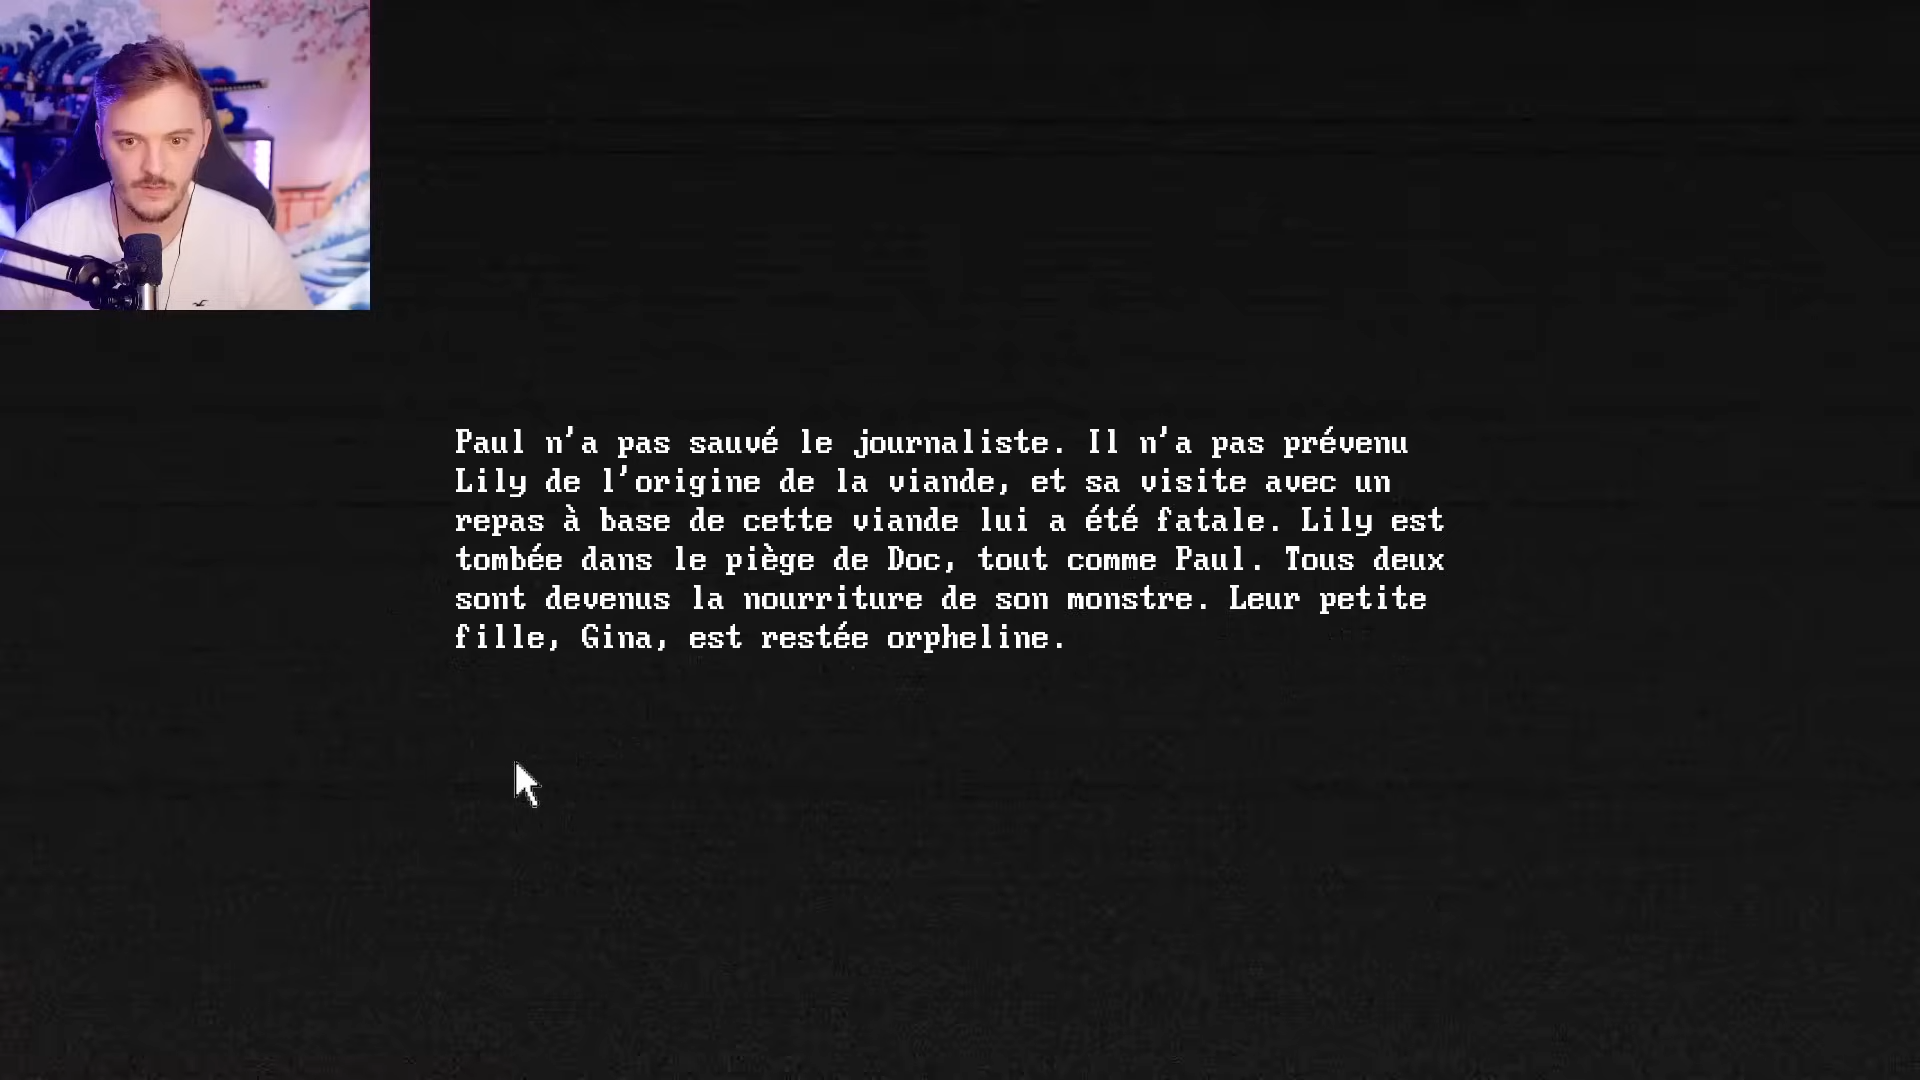 Paul n'a pas sauvé le journaliste. Il n'a pas prévenu
Lily de l'origine de la viande, et sa visite avec un
repas à base de cette viande lui a été fatale. Lily est
tombée dans le piège de Doc, tout comme Paul. Tous deux
sont devenus la nourriture de son monstre. Leur petite
fille, Gina, est restée orpheline.